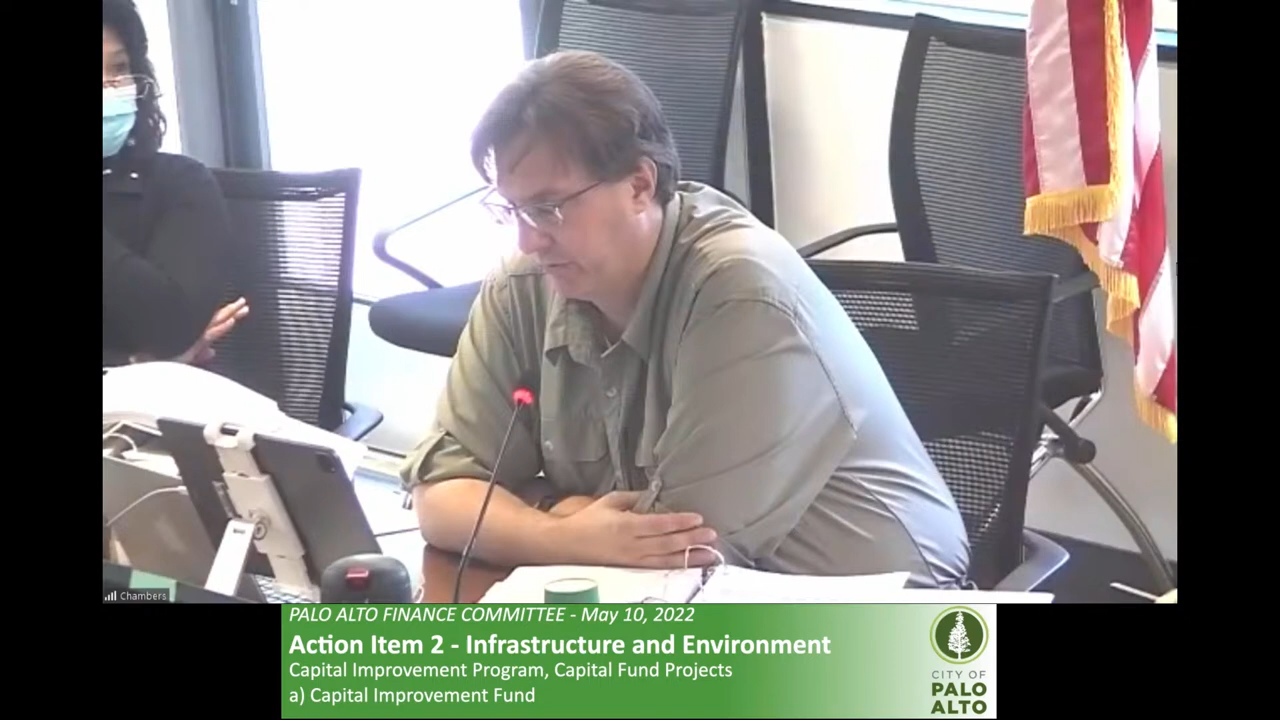 Chambers
PALO ALTO FINANCE COMMITTEE - May 10, 2022
Action Item 2 - Infrastructure and Environment
Capital Improvement Program, Capital Fund Projects
a) Capital Improvement Fund
CITY OF
PALO
ALTO